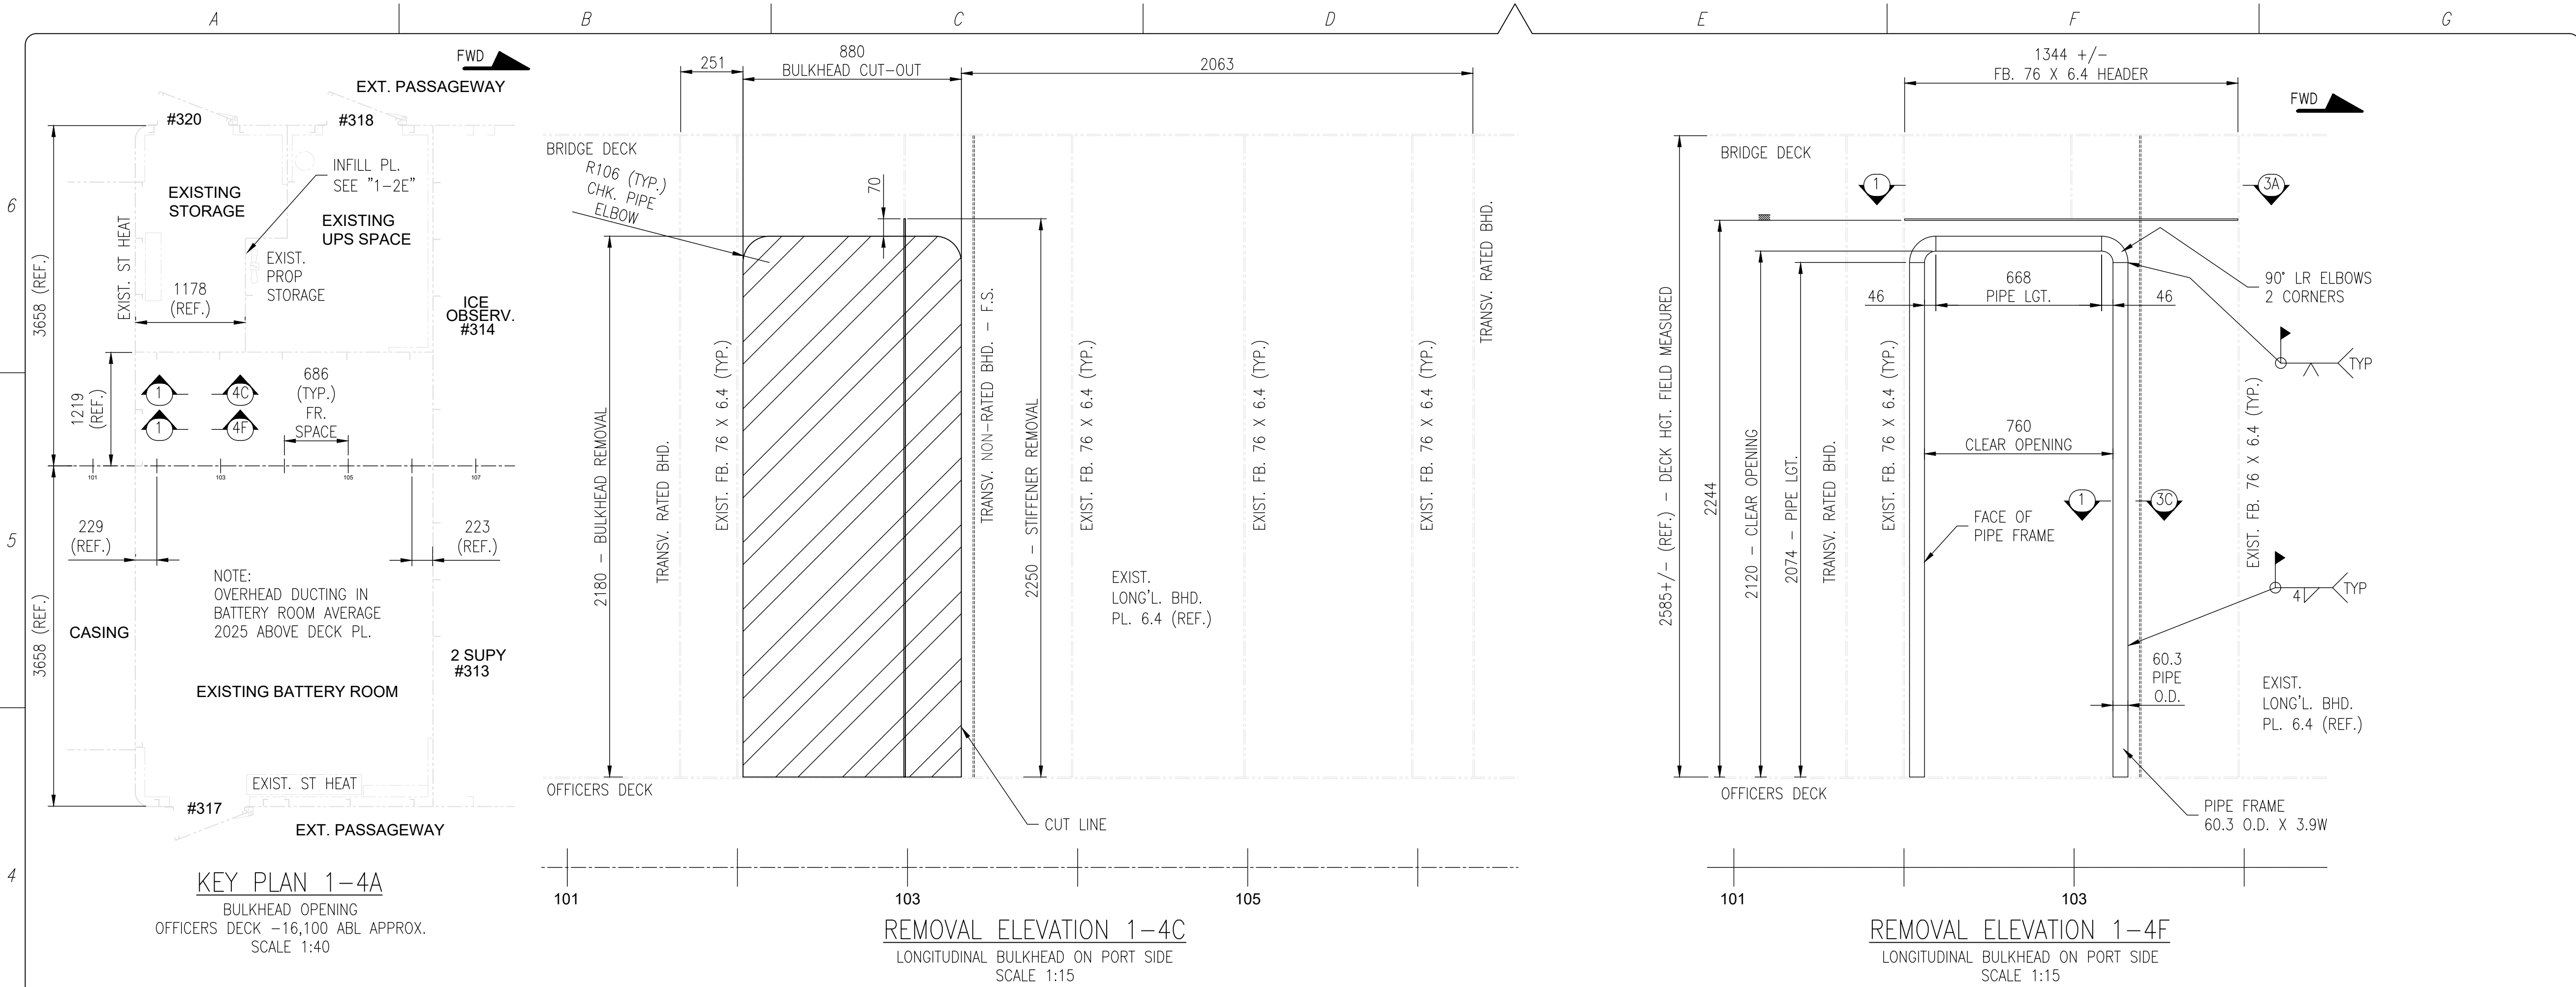 A
B
C
D
E
F
G
6
5
4
FWD
EXT. PASSAGEWAY
#320
#318
INFILL PL.
SEE "1-2E"
EXISTING
STORAGE
EXISTING
UPS SPACE
EXIST. ST HEAT
EXIST.
PROP
STORAGE
1178
(REF.)
ICE
OBSERV.
#314
3658 (REF.)
1219
(REF.)
1
4C
1
4F
686
(TYP.)
FR.
SPACE
101
103
105
107
229
(REF.)
223
(REF.)
NOTE:
OVERHEAD DUCTING IN
BATTERY ROOM AVERAGE
2025 ABOVE DECK PL.
3658 (REF.)
CASING
2 SUPY
#313
EXISTING BATTERY ROOM
EXIST. ST HEAT
#317
EXT. PASSAGEWAY
KEY PLAN 1-4A
BULKHEAD OPENING
OFFICERS DECK -16,100 ABL APPROX.
SCALE 1:40
251
880
BULKHEAD CUT-OUT
2063
BRIDGE DECK
R106 (TYP.)
CHK. PIPE
ELBOW
70
2180 - BULKHEAD REMOVAL
TRANSV. RATED BHD.
EXIST. FB. 76 X 6.4 (TYP.)
TRANSV. NON-RATED BHD. - F.S.
2250 - STIFFENER REMOVAL
EXIST. FB. 76 X 6.4 (TYP.)
EXIST. FB. 76 X 6.4 (TYP.)
EXIST. FB. 76 X 6.4 (TYP.)
TRANSV. RATED BHD.
EXIST.
LONG'L. BHD.
PL. 6.4 (REF.)
OFFICERS DECK
CUT LINE
101
103
105
REMOVAL ELEVATION 1-4C
LONGITUDINAL BULKHEAD ON PORT SIDE
SCALE 1:15
1344 +/-
FB. 76 X 6.4 HEADER
FWD
BRIDGE DECK
1
3A
90° LR ELBOWS
2 CORNERS
46
668
PIPE LGT.
46
TYP
2585+/- (REF.) - DECK HGT. FIELD MEASURED
2244
2120 - CLEAR OPENING
2074 - PIPE LGT.
TRANSV. RATED BHD.
EXIST. FB. 76 X 6.4 (TYP.)
760
CLEAR OPENING
1
3C
FACE OF
PIPE FRAME
EXIST. FB. 76 X 6.4 (TYP.)
4
TYP
60.3
PIPE
O.D.
EXIST.
LONG'L. BHD.
PL. 6.4 (REF.)
OFFICERS DECK
PIPE FRAME
60.3 O.D. X 3.9W
101
103
REMOVAL ELEVATION 1-4F
LONGITUDINAL BULKHEAD ON PORT SIDE
SCALE 1:15